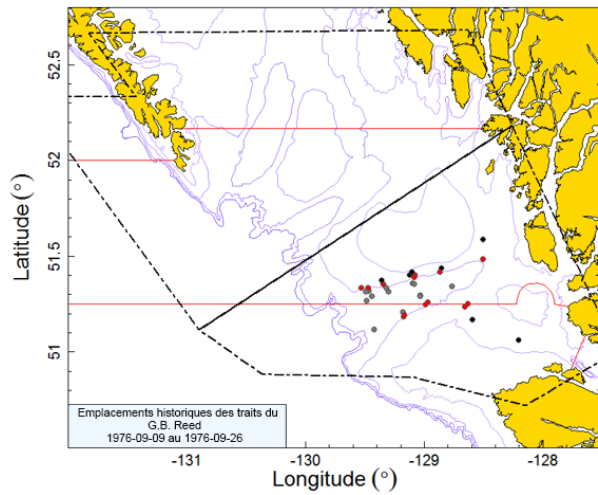 52.5
52
51.5
51
Latitude (°)
Emplacements historiques des traits du
G.B. Reed
1976-09-09 au 1976-09-26
-131
-130
-129
-128
Longitude (°)